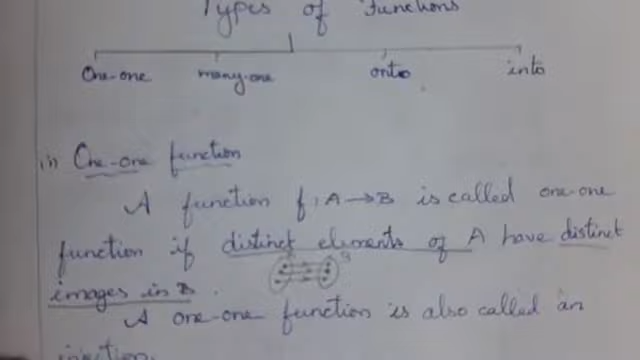 Types of Functions
One-one many-one onto into
(i) One-one function
A function f: A → B is called one-one
function if distinct elements of A have distinct
images in B.
A one-one function is also called an
injection.